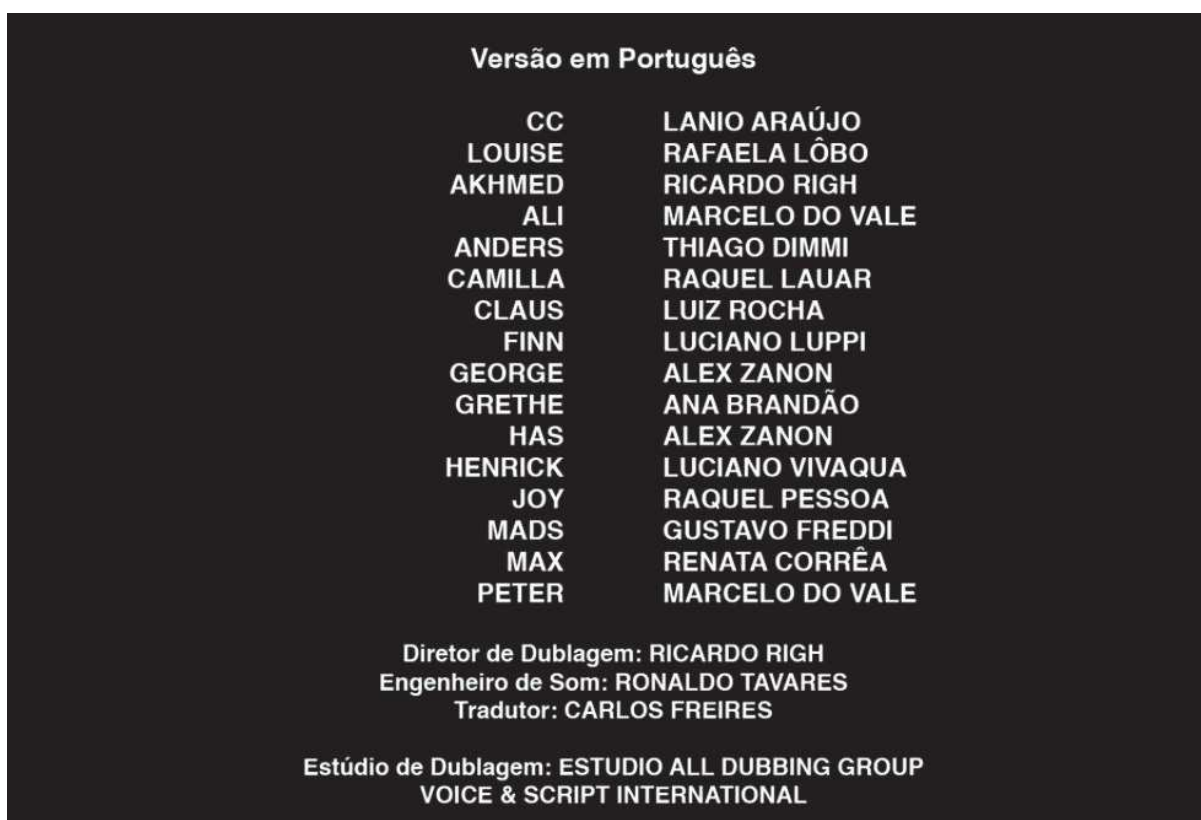 Versão em Português
CC LANIO ARAÚJO
LOUISE RAFAELA LÔBO
AKHMED RICARDO RIGH
ALI MARCELO DO VALE
ANDERS THIAGO DIMMI
CAMILLA RAQUEL LAUAR
CLAUS LUIZ ROCHA
FINN LUCIANO LUPPI
GEORGE ALEX ZANON
GRETHE ANA BRANDÃO
HAS ALEX ZANON
HENRICK LUCIANO VIVAQUA
JOY RAQUEL PESSOA
MADS GUSTAVO FREDDI
MAX RENATA CORRÊA
PETER MARCELO DO VALE
Diretor de Dublagem: RICARDO RIGH
Engenheiro de Som: RONALDO TAVARES
Tradutor: CARLOS FREIRES
Estúdio de Dublagem: ESTUDIO ALL DUBBING GROUP
VOICE & SCRIPT INTERNATIONAL